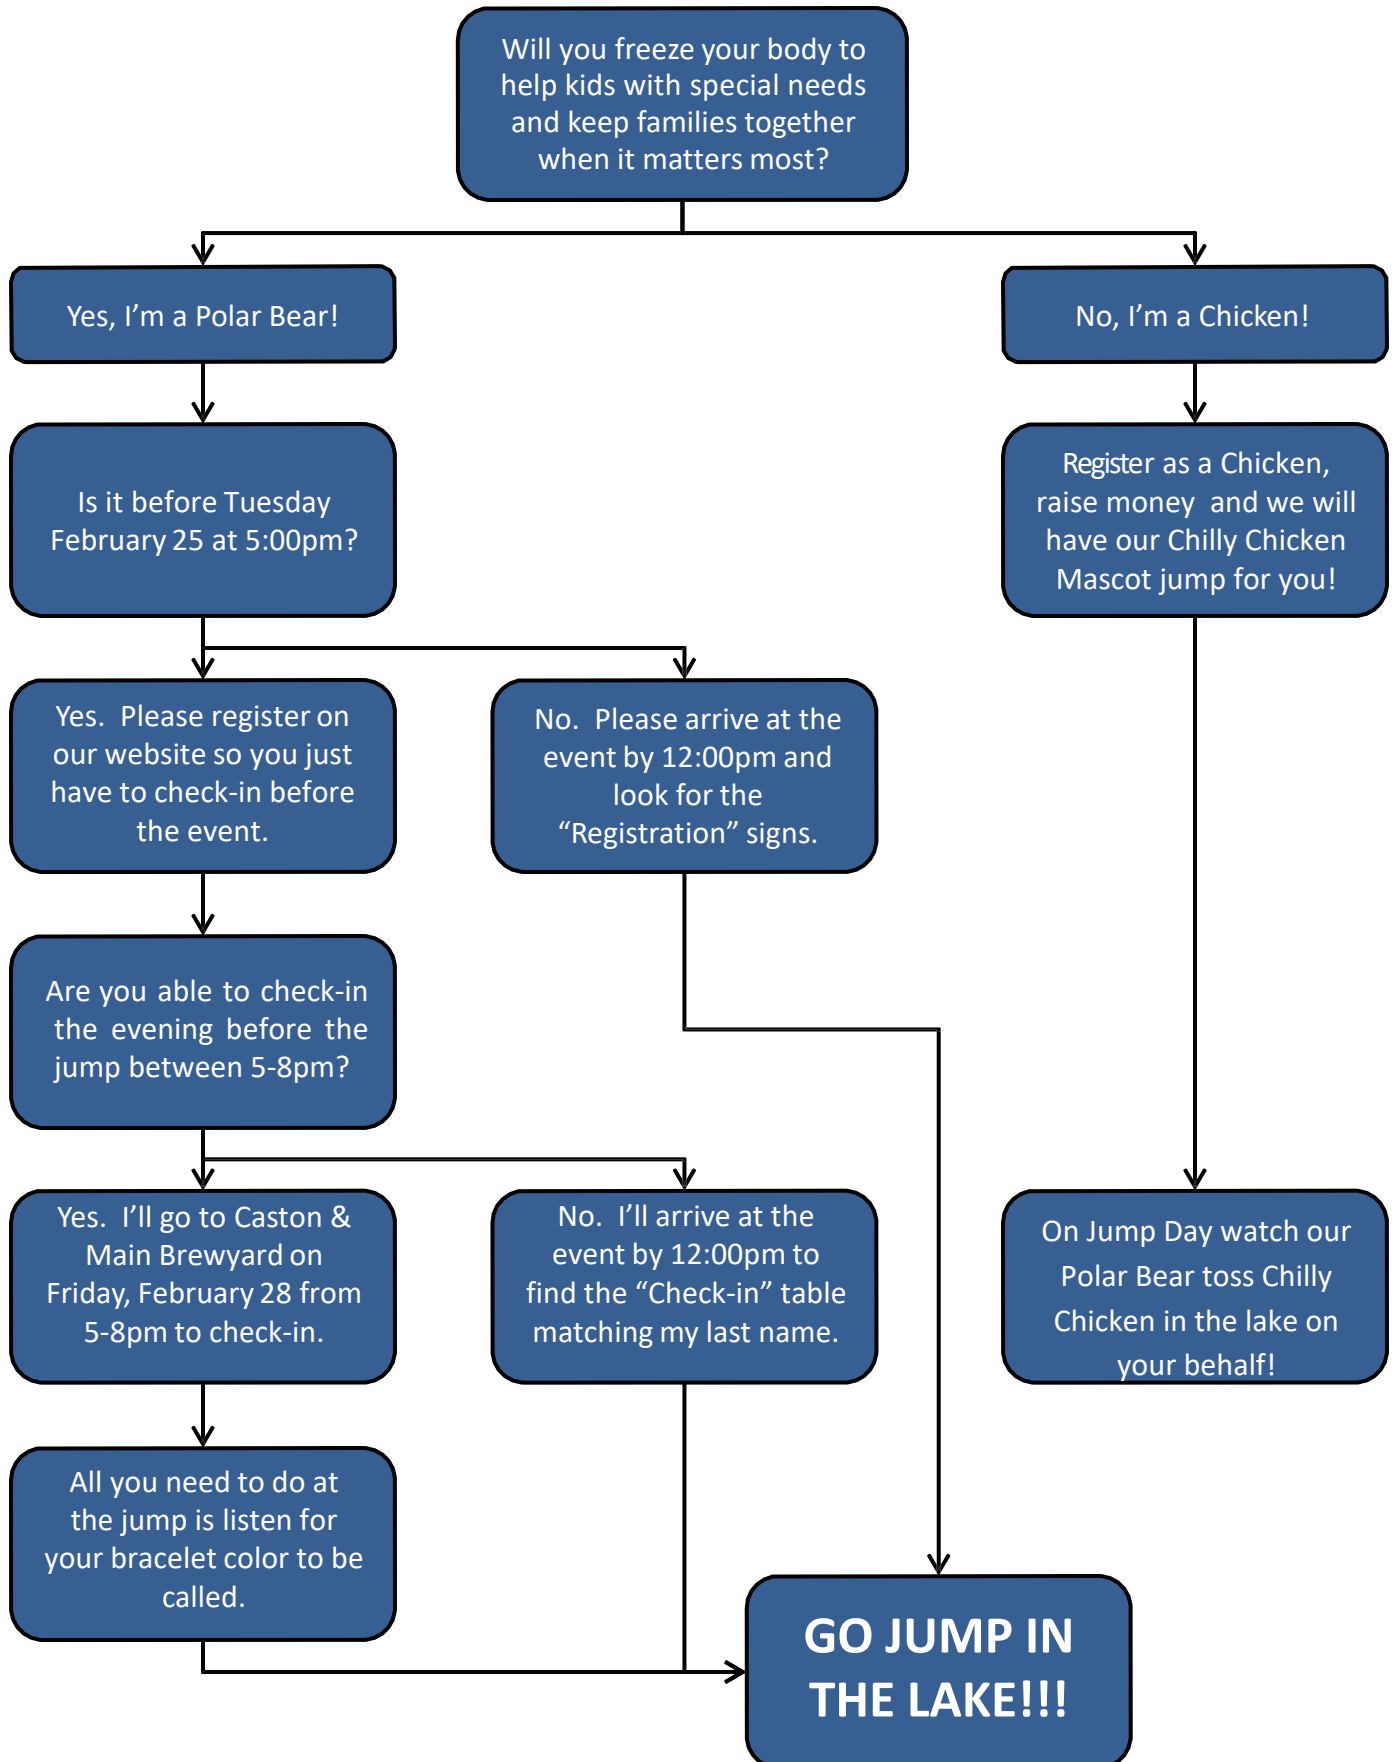 Will you freeze your body to
help kids with special needs
and keep families together
when it matters most?
Yes, I'm a Polar Bear!
No, I'm a Chicken!
Is it before Tuesday
February 25 at 5:00pm?
Register as a Chicken,
raise money and we will
have our Chilly Chicken
Mascot jump for you!
Yes. Please register on
our website so you just
have to check-in before
the event.
No. Please arrive at the
event by 12:00pm and
look for the
“Registration” signs.
Are you able to check-in
the evening before the
jump between 5-8pm?
Yes. I'll go to Caston &
Main Brewyard on
Friday, February 28 from
5-8pm to check-in.
No. I'll arrive at the
event by 12:00pm to
find the “Check-in” table
matching my last name.
On Jump Day watch our
Polar Bear toss Chilly
Chicken in the lake on
your behalf!
All you need to do at
the jump is listen for
your bracelet color to be
called.
GO JUMP IN
THE LAKE!!!